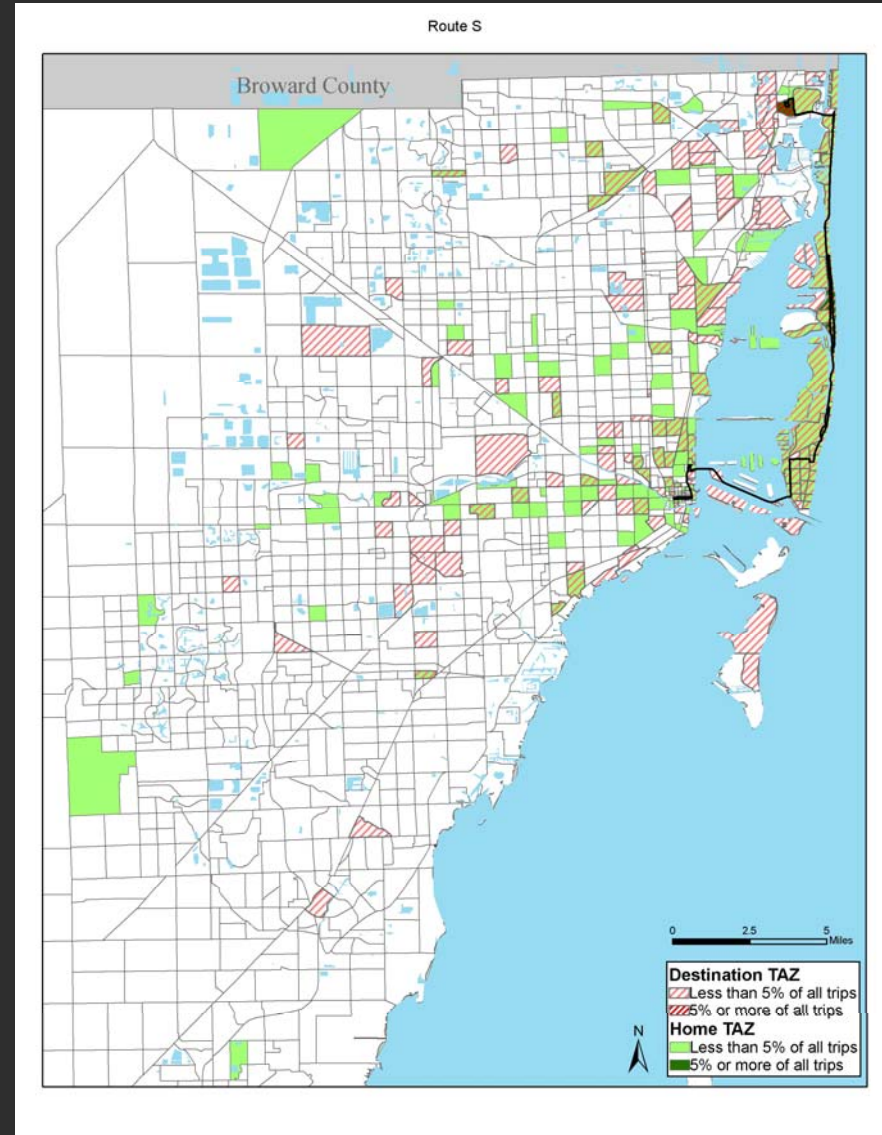 Route S
Broward County
0 2.5 5
Miles
Destination TAZ
Less than 5% of all trips
5% or more of all trips
Home TAZ
Less than 5% of all trips
5% or more of all trips
N